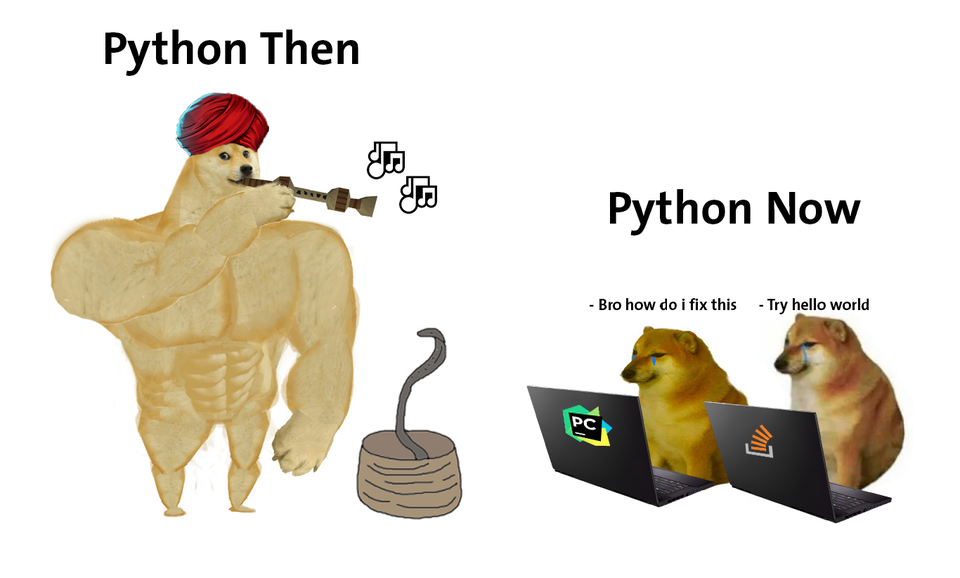 Python Then
Python Now
- Bro how do i fix this
- Try hello world
PC